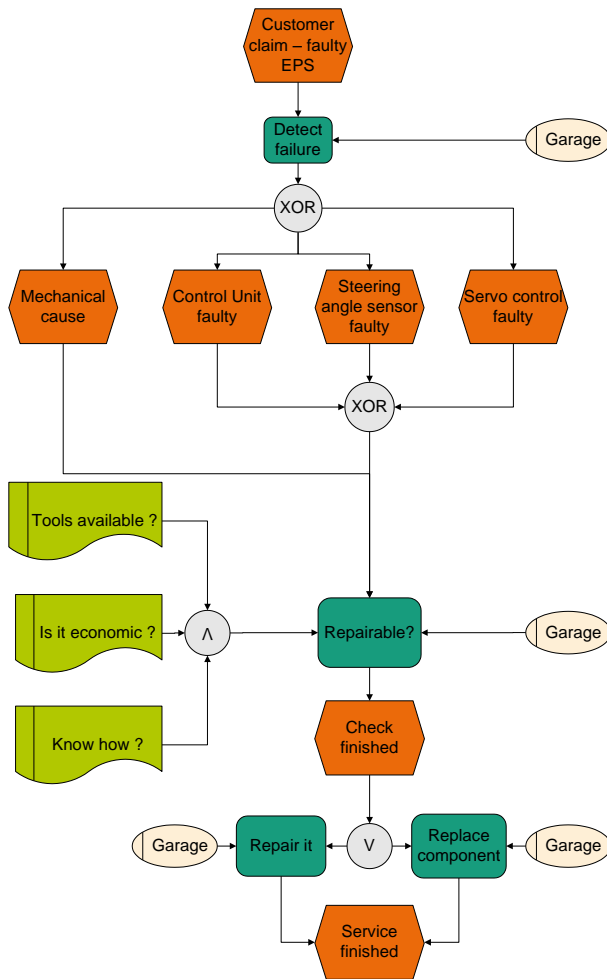 Customer
claim – faulty
EPS
Detect
failure
Garage
XOR
Mechanical
cause
Control Unit
faulty
Steering
angle sensor
faulty
Servo control
faulty
XOR
Tools available ?
Is it economic ?
Λ
Repairable?
Garage
Know how ?
Check
finished
Garage
Repair it
V
Replace
component
Garage
Service
finished